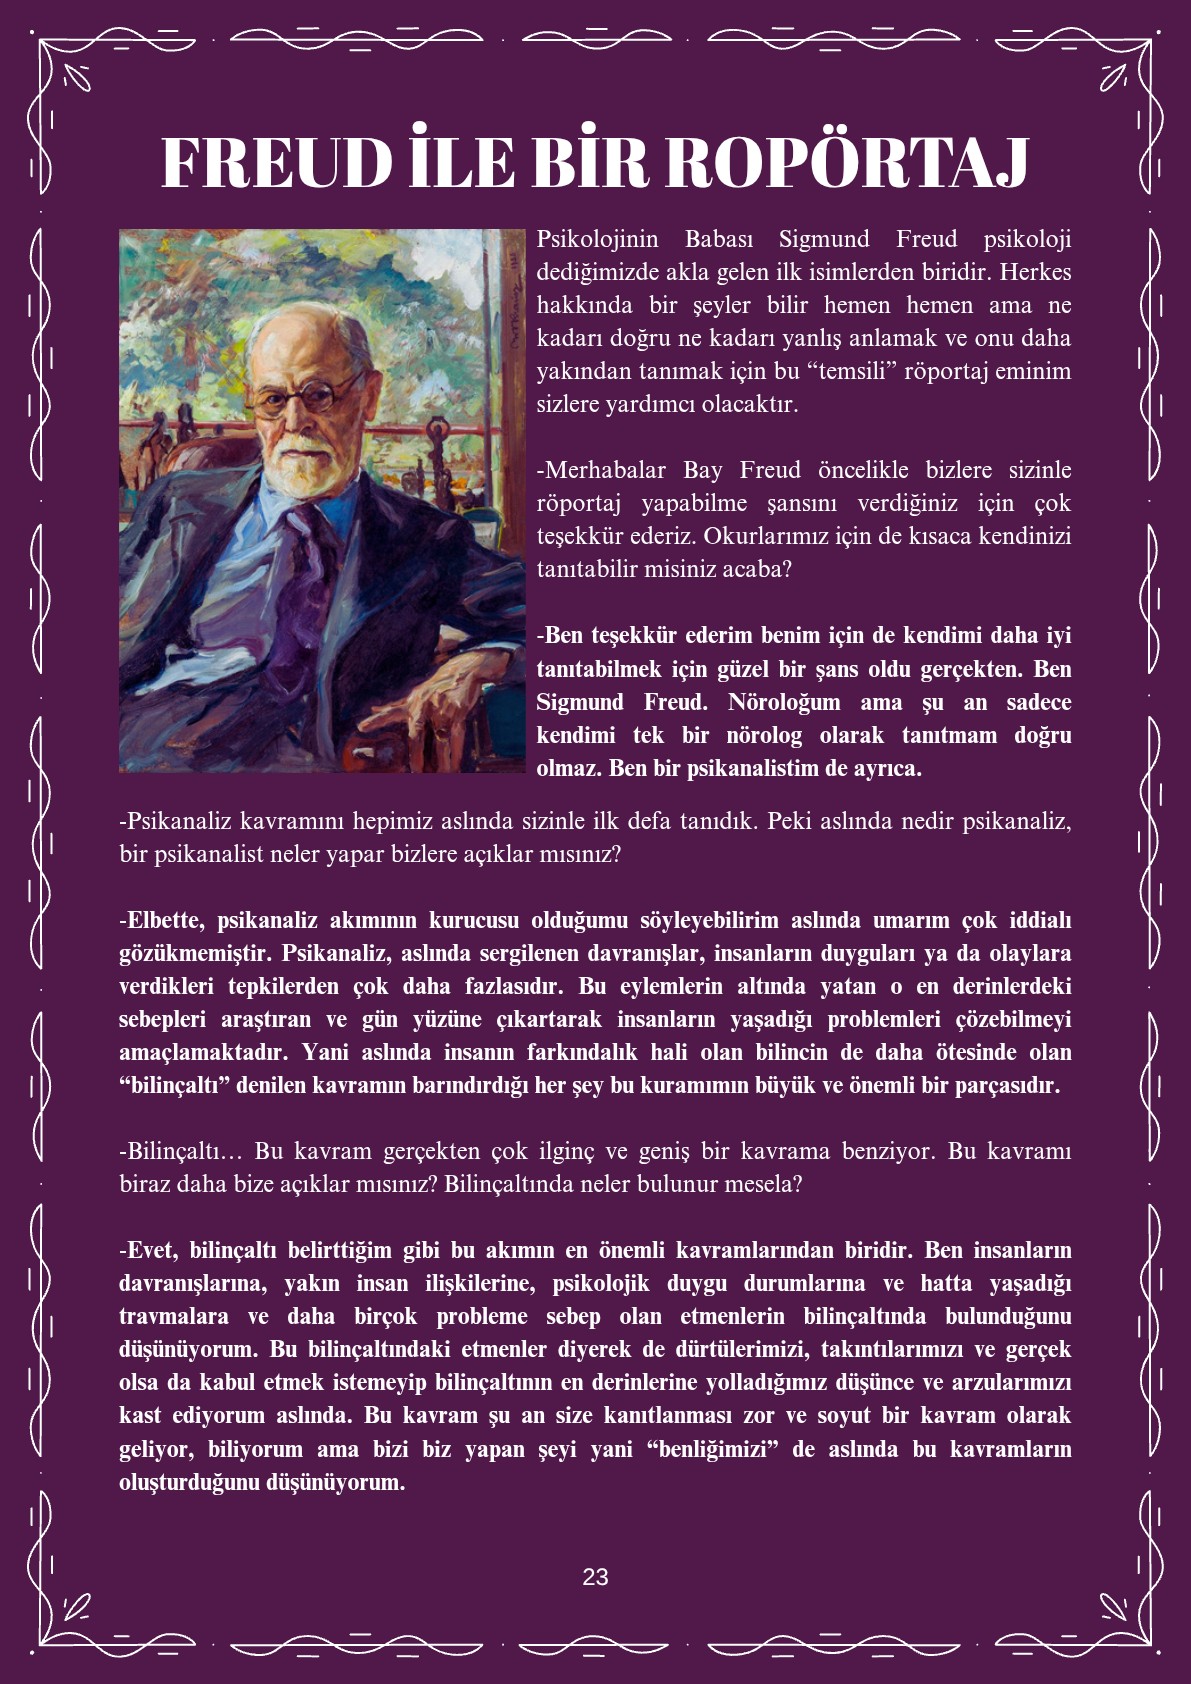 FREUD İLE BİR ROPÖRTAJ
Psikolojinin Babası Sigmund Freud psikoloji
dediğimizde akla gelen ilk isimlerden biridir. Herkes
hakkında bir şeyler bilir hemen hemen ama ne
kadarı doğru ne kadarı yanlış anlamak ve onu daha
yakından tanımak için bu “temsili” röportaj eminim
sizlere yardımcı olacaktır.
-Merhabalar Bay Freud öncelikle bizlere sizinle
röportaj yapabilme şansını verdiğiniz için çok
teşekkür ederiz. Okurlarımız için de kısaca kendinizi
tanıtabilir misiniz acaba?
-Ben teşekkür ederim benim için de kendimi daha iyi
tanıtabilmek için güzel bir şans oldu gerçekten. Ben
Sigmund Freud. Nöroloğum ama şu an sadece
kendimi tek bir nörolog olarak tanıtmam doğru
olmaz. Ben bir psikanalistim de ayrıca.
-Psikanaliz kavramını hepimiz aslında sizinle ilk defa tanıdık. Peki aslında nedir psikanaliz,
bir psikanalist neler yapar bizlere açıklar mısınız?
-Elbette, psikanaliz akımının kurucusu olduğumu söyleyebilirim aslında umarım çok iddialı
gözükmemiştir. Psikanaliz, aslında sergilenen davranışlar, insanların duyguları ya da olaylara
verdikleri tepkilerden çok daha fazlasıdır. Bu eylemlerin altında yatan o en derinlerdeki
sebepleri araştıran ve gün yüzüne çıkartarak insanların yaşadığı problemleri çözebilmeyi
amaçlamaktadır. Yani aslında insanın farkındalık hali olan bilincin de daha ötesinde olan
“bilinçaltı” denilen kavramın barındırdığı her şey bu kuramımın büyük ve önemli bir parçasıdır.
-Bilinçaltı… Bu kavram gerçekten çok ilginç ve geniş bir kavrama benziyor. Bu kavramı
biraz daha bize açıklar mısınız? Bilinçaltında neler bulunur mesela?
-Evet, bilinçaltı belirttiğim gibi bu akımın en önemli kavramlarından biridir. Ben insanların
davranışlarına, yakın insan ilişkilerine, psikolojik duygu durumlarına ve hatta yaşadığı
travmalara ve daha birçok probleme sebep olan etmenlerin bilinçaltında bulunduğunu
düşünüyorum. Bu bilinçaltındaki etmenler diyerek de dürtülerimizi, takıntılarımızı ve gerçek
olsa da kabul etmek istemeyip bilinçaltının en derinlerine yolladığımız düşünce ve arzularımızı
kast ediyorum aslında. Bu kavram şu an size kanıtlanması zor ve soyut bir kavram olarak
geliyor, biliyorum ama bizi biz yapan şeyi yani “benliğimizi” de aslında bu kavramların
oluşturduğunu düşünüyorum.
23